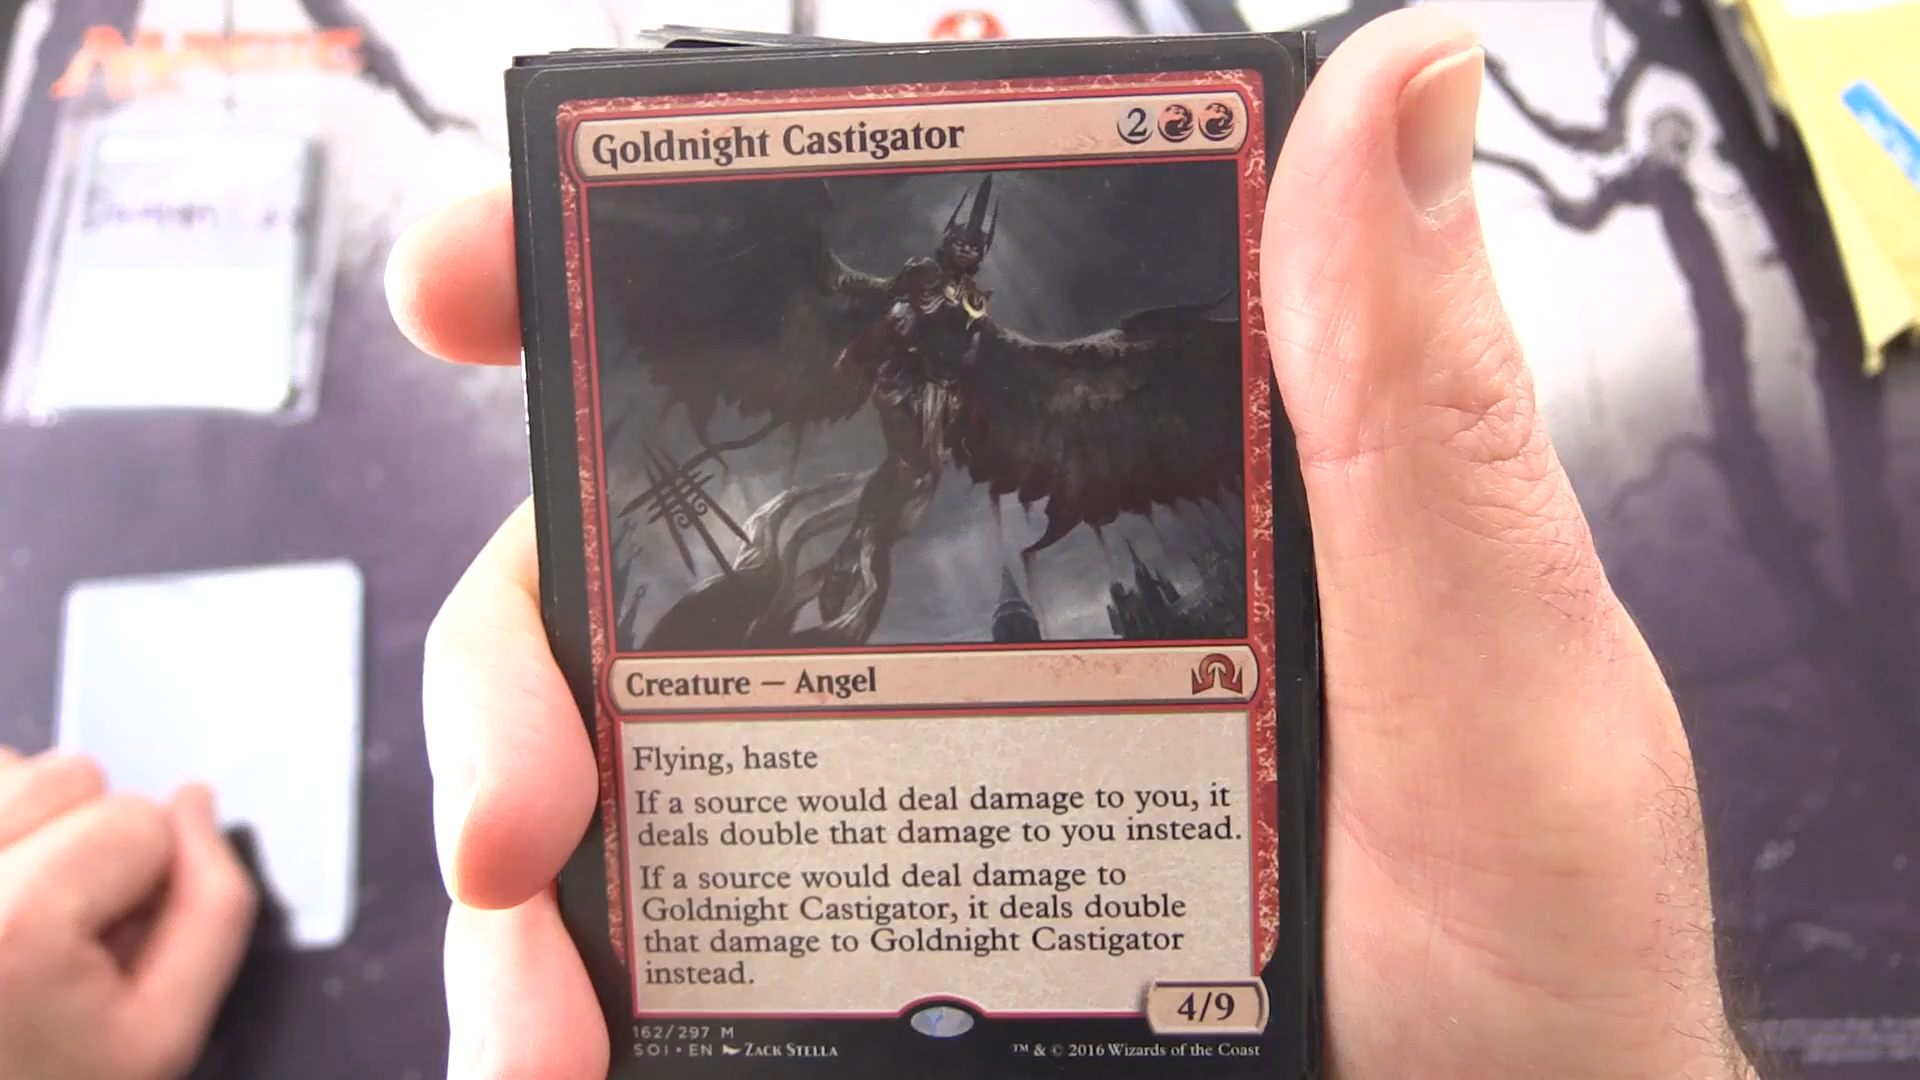 Goldnight Castigator
2
Creature — Angel
Flying, haste
If a source would deal damage to you, it
deals double that damage to you instead.
If a source would deal damage to
Goldnight Castigator, it deals double
that damage to Goldnight Castigator
instead.
4/9
162/297 M
SOI • EN Zack Stella
™ & © 2016 Wizards of the Coast